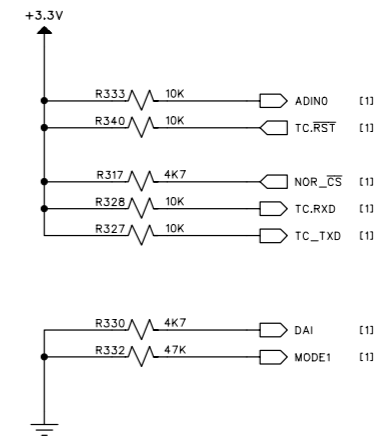 +3.3V
R333 10K ADIN0 [1]
R340 10K TC.RST [1]
R317 4K7 NOR_CS [1]
R328 10K TC.RXD [1]
R327 10K TC_TXD [1]
R330 4K7 DAI [1]
R332 47K MODE1 [1]